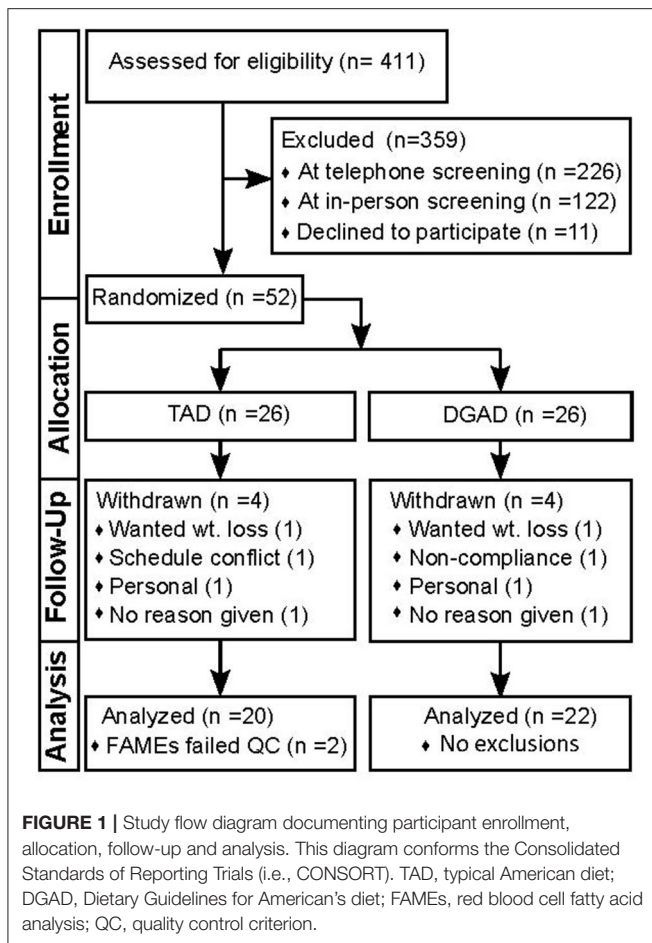 Enrollment
Assessed for eligibility (n= 411)
Excluded (n=359)
♦ At telephone screening (n =226)
♦ At in-person screening (n =122)
♦ Declined to participate (n =11)
Randomized (n =52)
Allocation
TAD (n =26)
DGAD (n =26)
Follow-Up
Withdrawn (n =4)
♦ Wanted wt. loss (1)
♦ Schedule conflict (1)
♦ Personal (1)
♦ No reason given (1)
Withdrawn (n =4)
♦ Wanted wt. loss (1)
♦ Non-compliance (1)
♦ Personal (1)
♦ No reason given (1)
Analysis
Analyzed (n =20)
♦ FAMEs failed QC (n =2)
Analyzed (n =22)
♦ No exclusions
FIGURE 1 | Study flow diagram documenting participant enrollment,
allocation, follow-up and analysis. This diagram conforms the Consolidated
Standards of Reporting Trials (i.e., CONSORT). TAD, typical American diet;
DGAD, Dietary Guidelines for American's diet; FAMEs, red blood cell fatty acid
analysis; QC, quality control criterion.